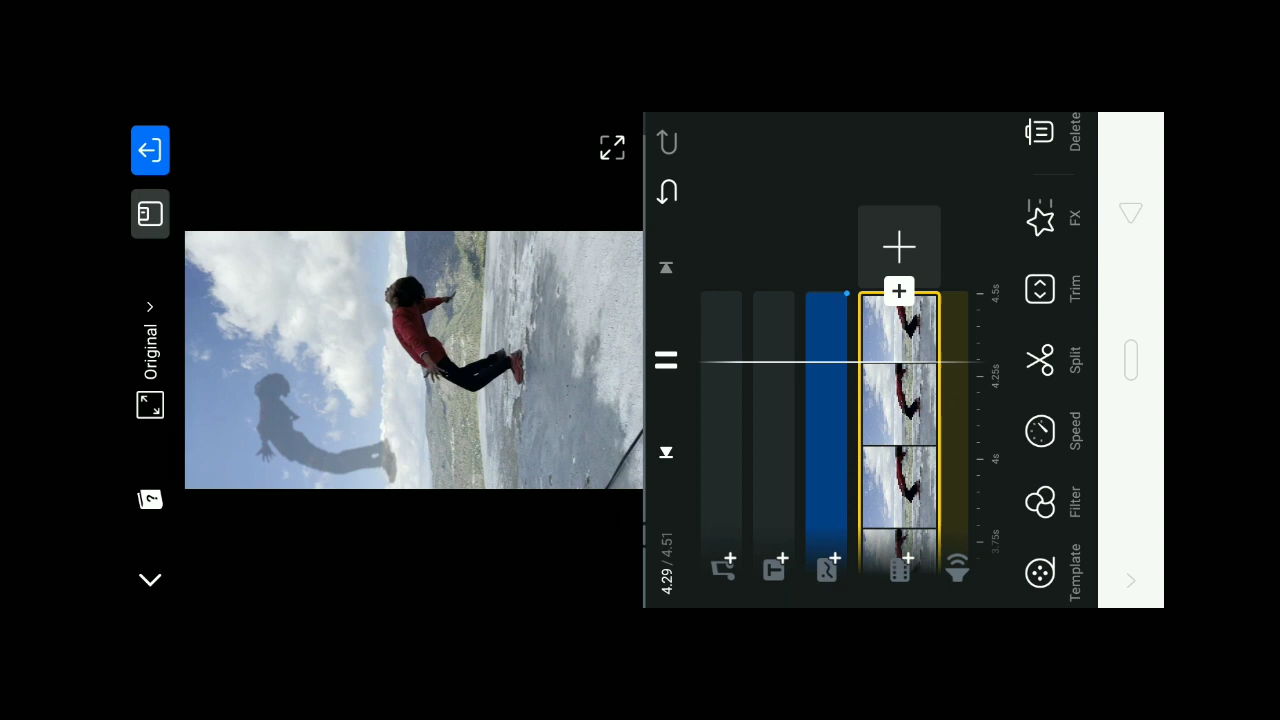 Original
?
4.29 / 4.51
T
3.75s
4s
4.25s
4.5s
Template
Filter
Speed
Split
Trim
FX
Delete